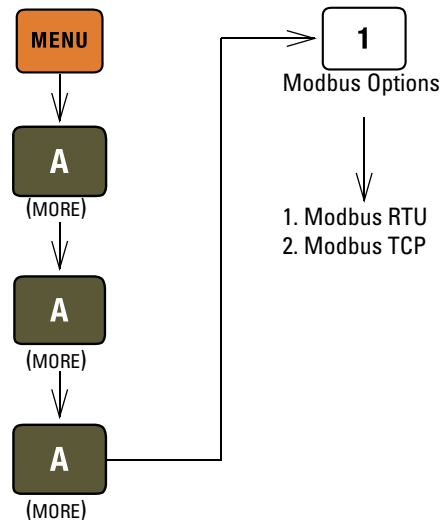 MENU
A
(MORE)
A
(MORE)
A
(MORE)
1
Modbus Options
1. Modbus RTU
2. Modbus TCP